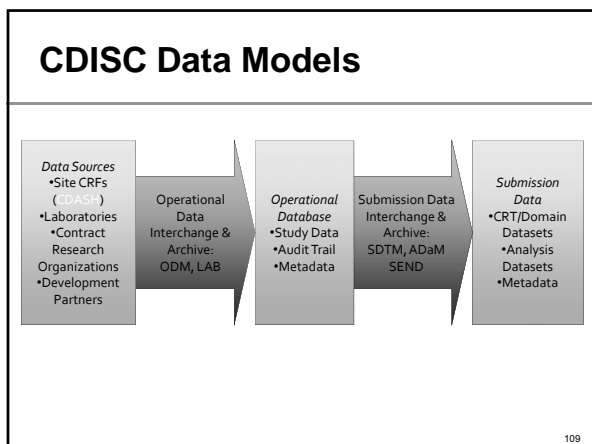 CDISC Data Models
Data Sources
•Site CRFs
(CDASH)
•Laboratories
•Contract
Research
Organizations
•Development
Partners
Operational
Data
Interchange &
Archive:
ODM, LAB
Operational
Database
•Study Data
•Audit Trail
•Metadata
Submission Data
Interchange &
Archive:
SDTM, ADaM
SEND
Submission
Data
•CRT/Domain
Datasets
•Analysis
Datasets
•Metadata
109